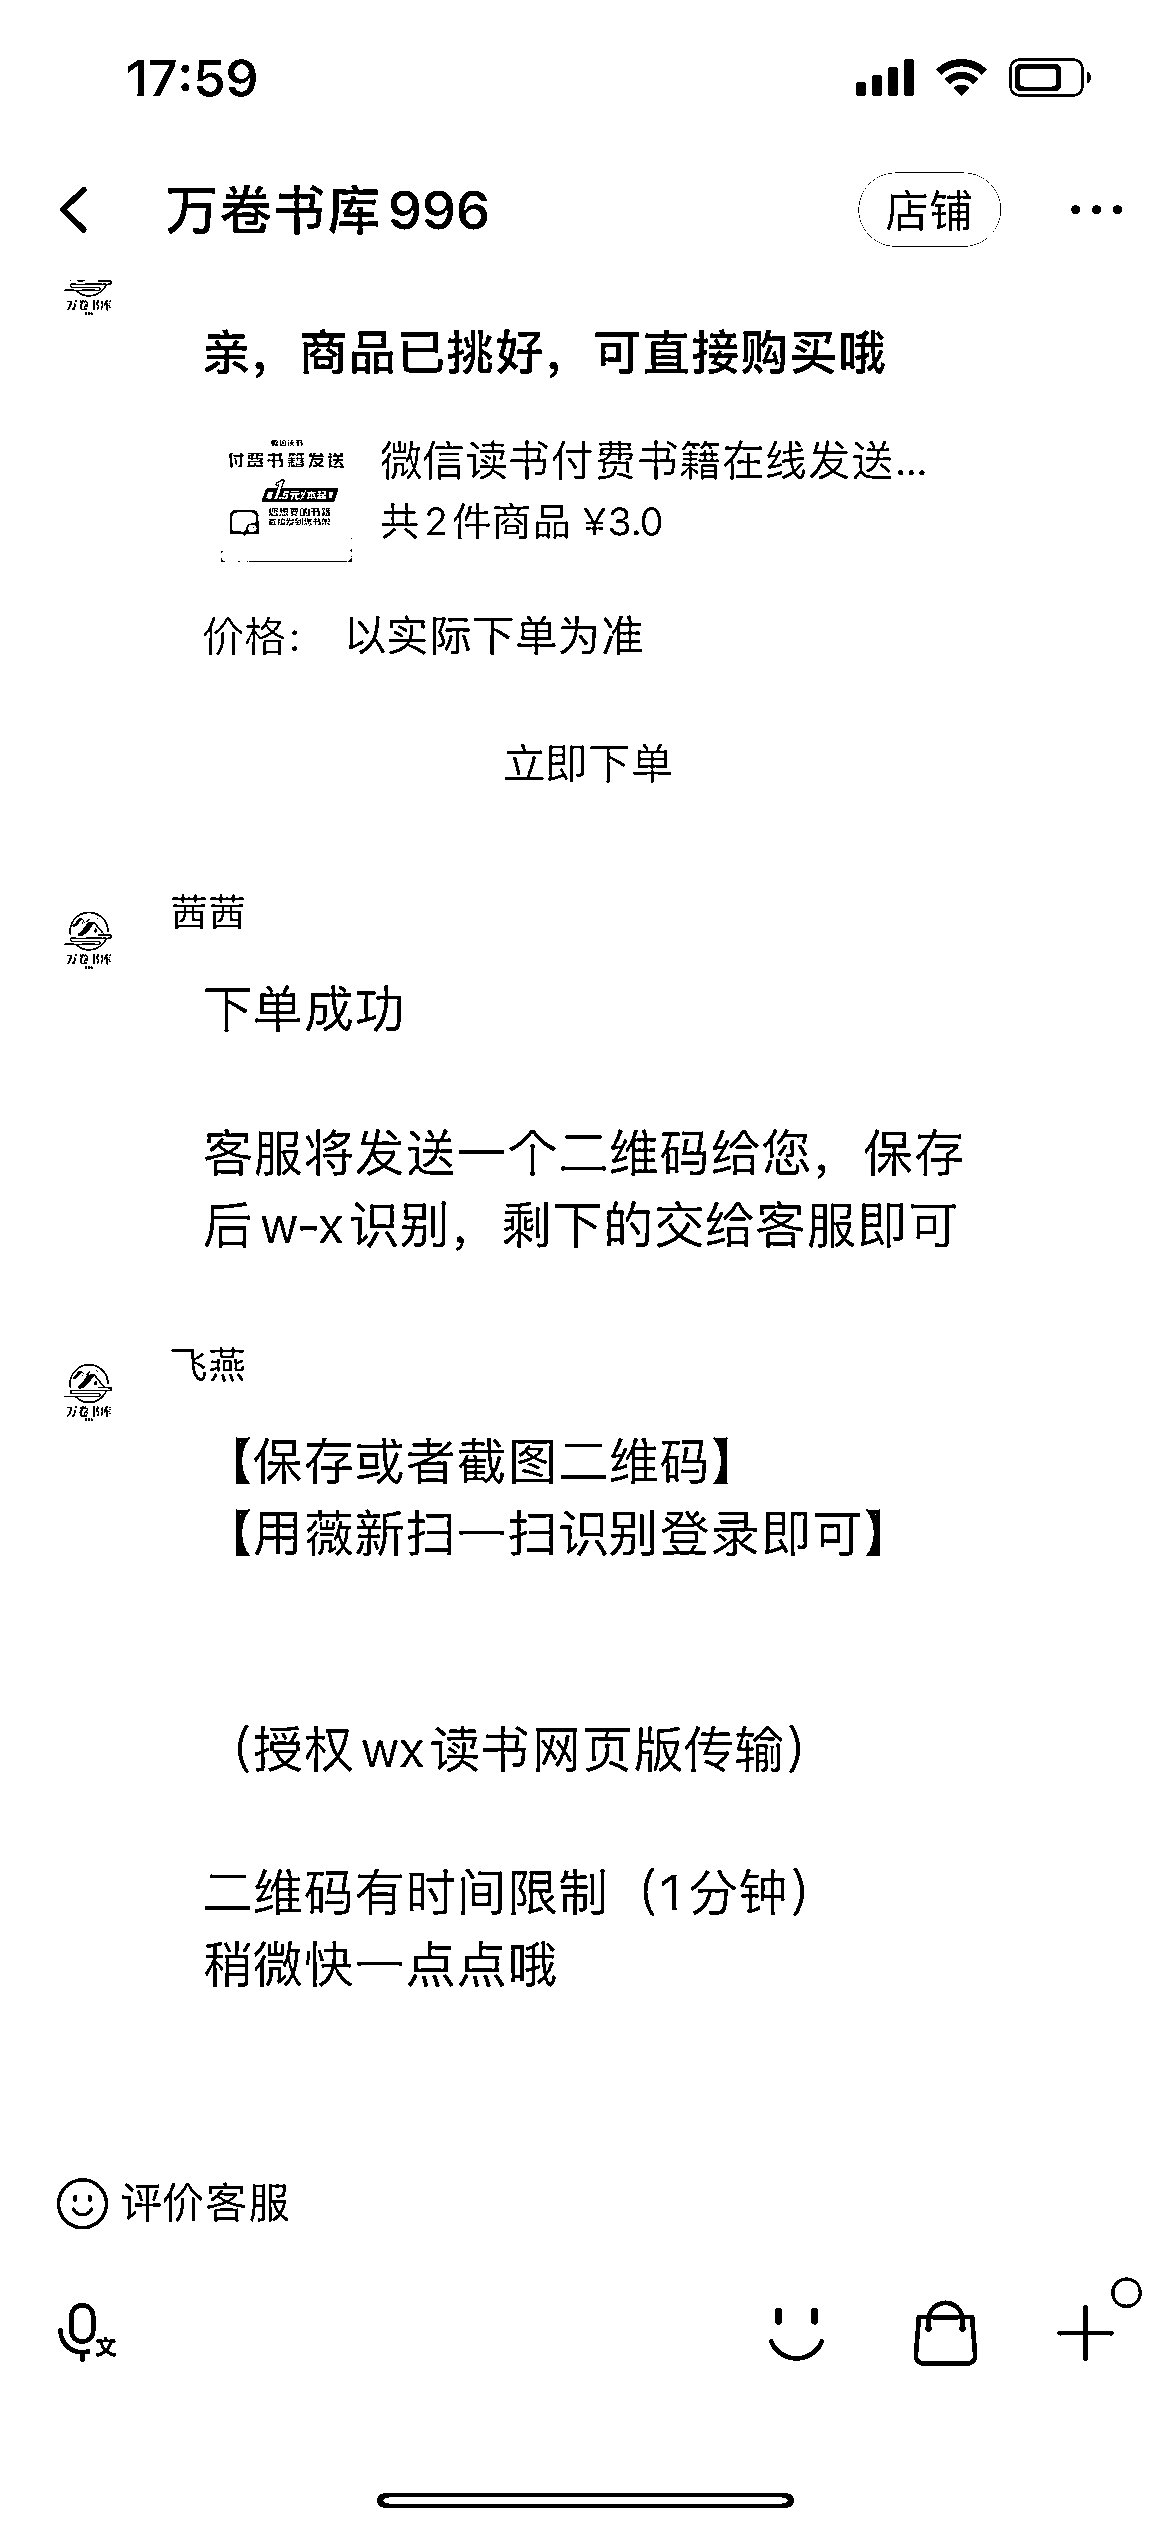 17:59
万卷书库996
店铺
万卷书库
亲，商品已挑好，可直接购买哦
微信读书
付费书籍发送
1.5元/本起
您想要的书籍
微信读书付费书籍在线发送...
共2件商品 ¥3.0
价格： 以实际下单为准
立即下单
茜茜
万卷书库
下单成功
客服将发送一个二维码给您，保存
后w-x识别，剩下的交给客服即可
飞燕
万卷书库
【保存或者截图二维码】
【用薇新扫一扫识别登录即可】
（授权wx读书网页版传输）
二维码有时间限制（1分钟）
稍微快一点点哦
评价客服
文